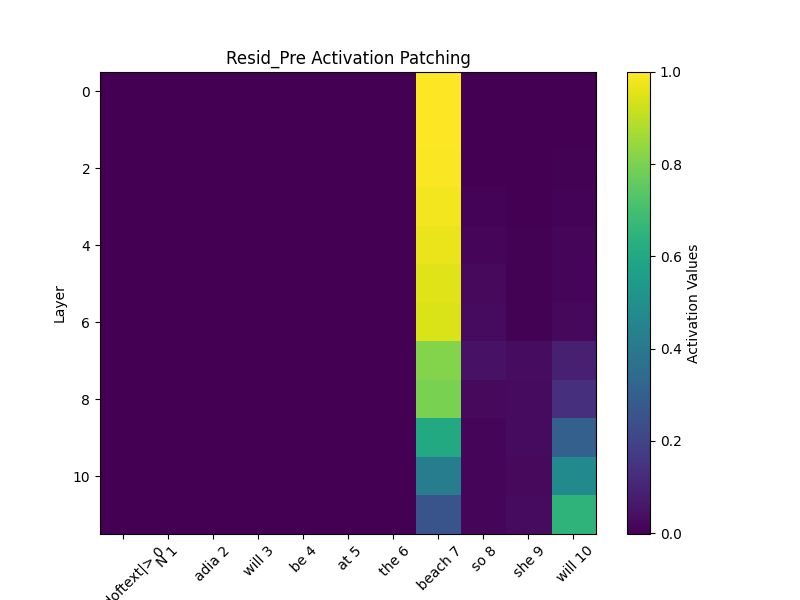 Resid_Pre Activation Patching
1.0
0.8
0.6
0.4
0.2
0.0
Activation Values
Layer
0
2
4
6
8
10
doftext|> 0
N 1
adia 2
will 3
be 4
at 5
the 6
beach 7
so 8
she 9
will 10